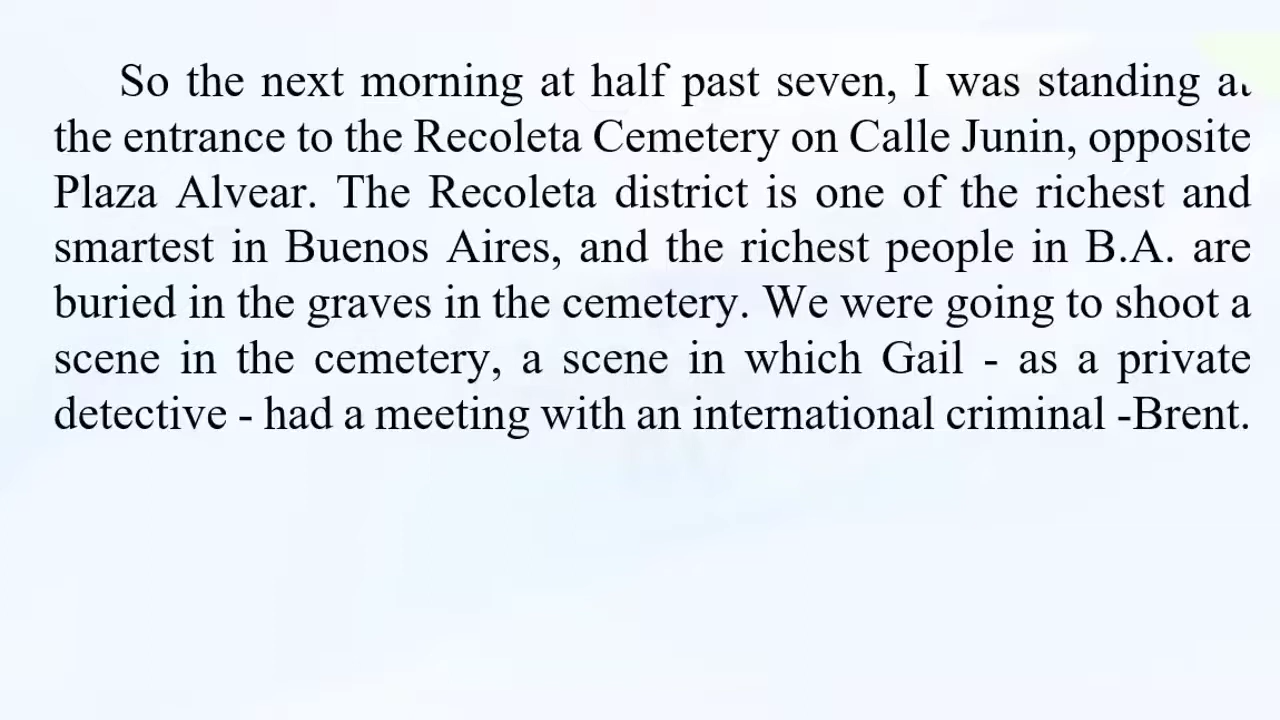 So the next morning at half past seven, I was standing at
the entrance to the Recoleta Cemetery on Calle Junin, opposite
Plaza Alvear. The Recoleta district is one of the richest and
smartest in Buenos Aires, and the richest people in B.A. are
buried in the graves in the cemetery. We were going to shoot a
scene in the cemetery, a scene in which Gail - as a private
detective - had a meeting with an international criminal -Brent.